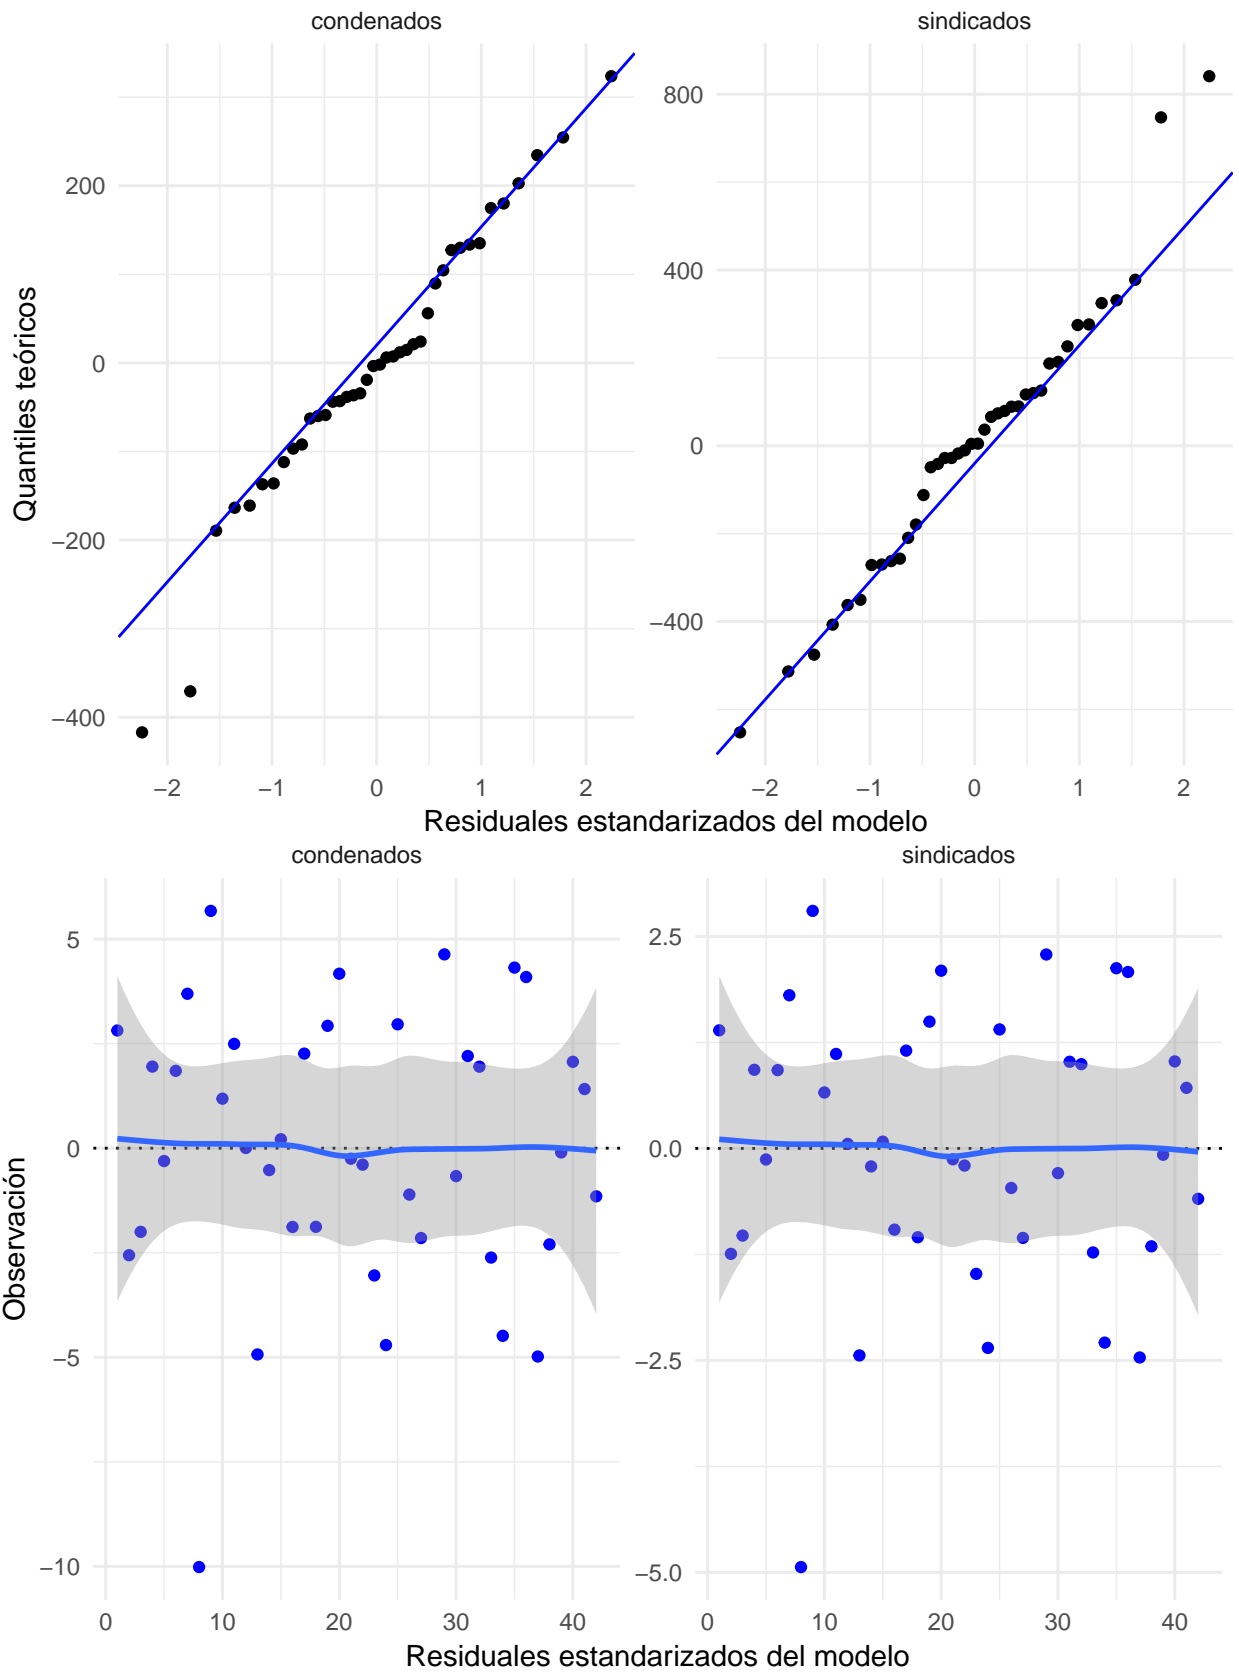 condenados
sindicados
Quantiles teóricos
200
0
−200
−400
800
400
0
−400
−2 −1 0 1 2
−2 −1 0 1 2
Residuales estandarizados del modelo
condenados
sindicados
Observación
5
0
−5
−10
2.5
0.0
−2.5
−5.0
0 10 20 30 40
0 10 20 30 40
Residuales estandarizados del modelo